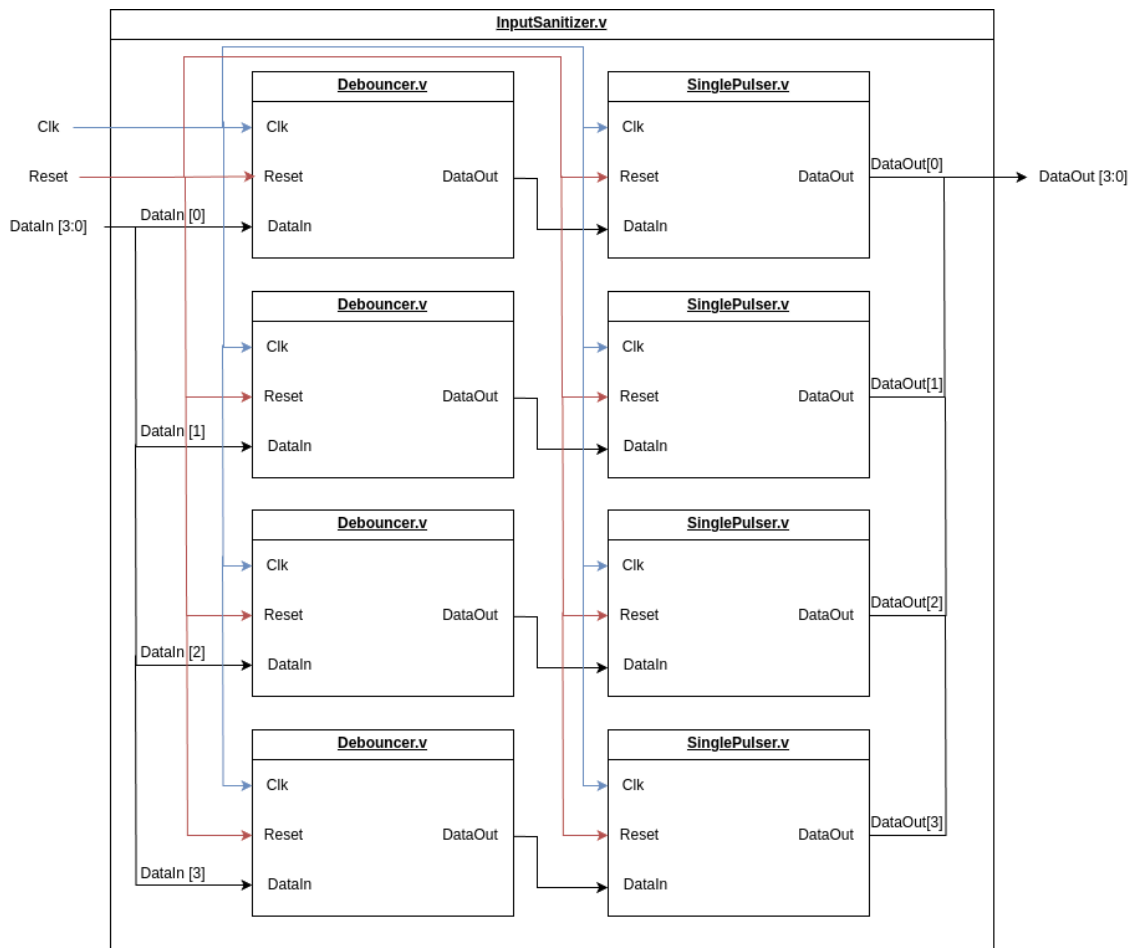 InputSanitizer.v
Debouncer.v
SinglePulser.v
Clk
Clk
Clk
DataOut[0]
Reset
Reset
DataOut
Reset
DataOut
DataOut [3:0]
DataIn [3:0]
DataIn [0]
DataIn
DataIn
Debouncer.v
SinglePulser.v
Clk
Clk
DataOut[1]
Reset
DataOut
Reset
DataOut
DataIn [1]
DataIn
DataIn
Debouncer.v
SinglePulser.v
Clk
Clk
DataOut[2]
Reset
DataOut
Reset
DataOut
DataIn [2]
DataIn
DataIn
Debouncer.v
SinglePulser.v
Clk
Clk
DataOut[3]
Reset
DataOut
Reset
DataOut
DataIn [3]
DataIn
DataIn